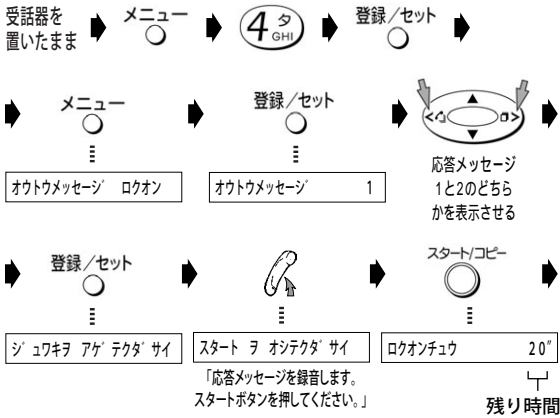 受話器を
置いたまま
メニュー
4 タ
GHI
登録／セット
メニュー
登録／セット
オウトウメッセージ ロクオン
オウトウメッセージ 1
応答メッセージ
1と2のどちら
かを表示させる
登録／セット
スタート/コピー
ジュワキヲ アゲテクダサイ
スタート ヲ オシテクダサイ
ロクオンチュウ 20"
「応答メッセージを録音します。
スタートボタンを押してください。」
残り時間